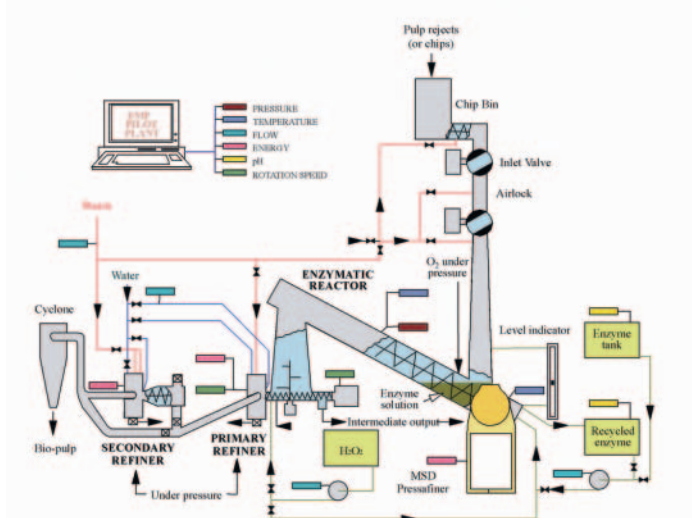 Pulp rejects
(or chips)
Chip Bin
EMP
PILOT
PLANT
PRESSURE
TEMPERATURE
FLOW
ENERGY
pH
ROTATION SPEED
Inlet Valve
Airlock
O₂ under
pressure
ENZYMATIC
REACTOR
Water
Cyclone
Level indicator
Enzyme
tank
Enzyme
solution
Intermediate output
Recycled
enzyme
H₂O₂
MSD
Pressafiner
Bio-pulp
SECONDARY
REFINER
PRIMARY
REFINER
Under pressure